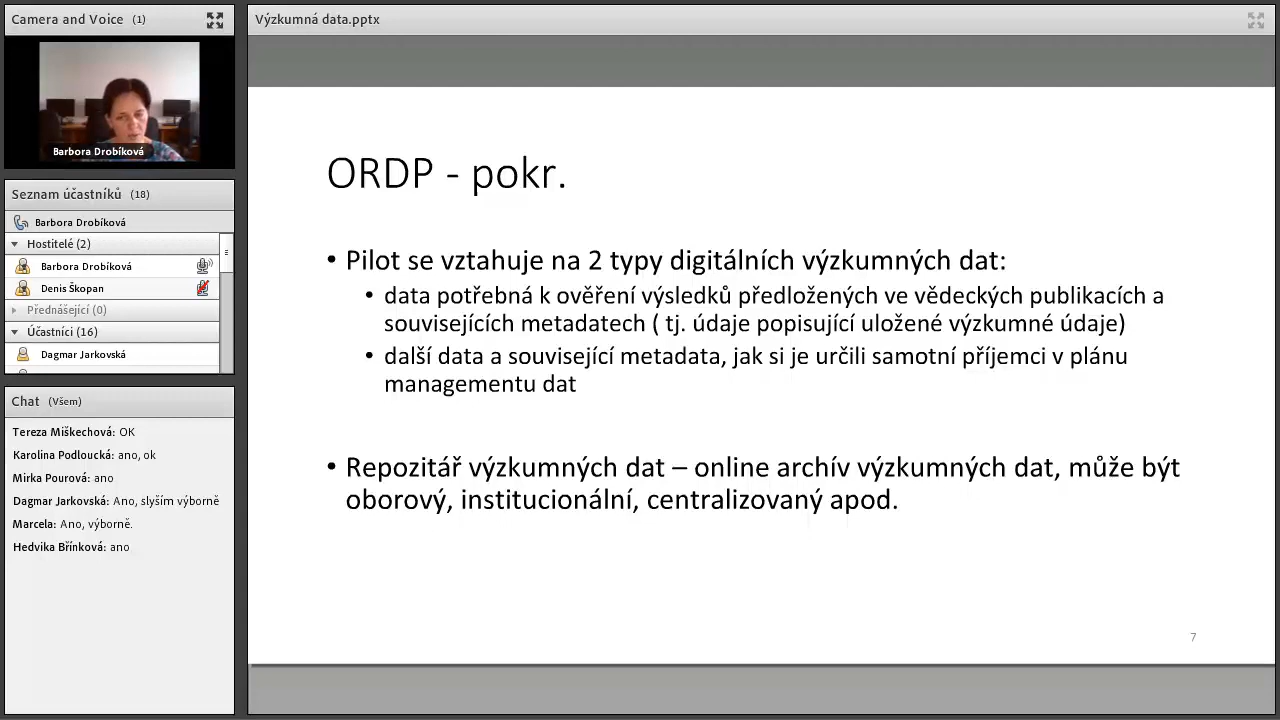 Camera and Voice (1)
Barbora Drobíková
Seznam účastníků (18)
Barbora Drobíková
Hostitelé (2)
Barbora Drobíková
Denis Škopan
Přednášející (0)
Účastníci (16)
Dagmar Jarkovská
Chat (Všem)
Tereza Miškechová: OK
Karolína Podloucká: ano, ok
Mirka Pourová: ano
Dagmar Jarkovská: Ano, slyším výborně
Marcela: Ano, výborně.
Hedvika Břínková: ano
Výzkumná data.pptx
ORDP - pokr.
• Pilot se vztahuje na 2 typy digitálních výzkumných dat:
• data potřebná k ověření výsledků předložených ve vědeckých publikacích a
souvisejících metadatech ( tj. údaje popisující uložené výzkumné údaje)
• další data a související metadata, jak si je určili samotní příjemci v plánu
managementu dat
• Repozitář výzkumných dat – online archív výzkumných dat, může být
oborový, institucionální, centralizovaný apod.
7